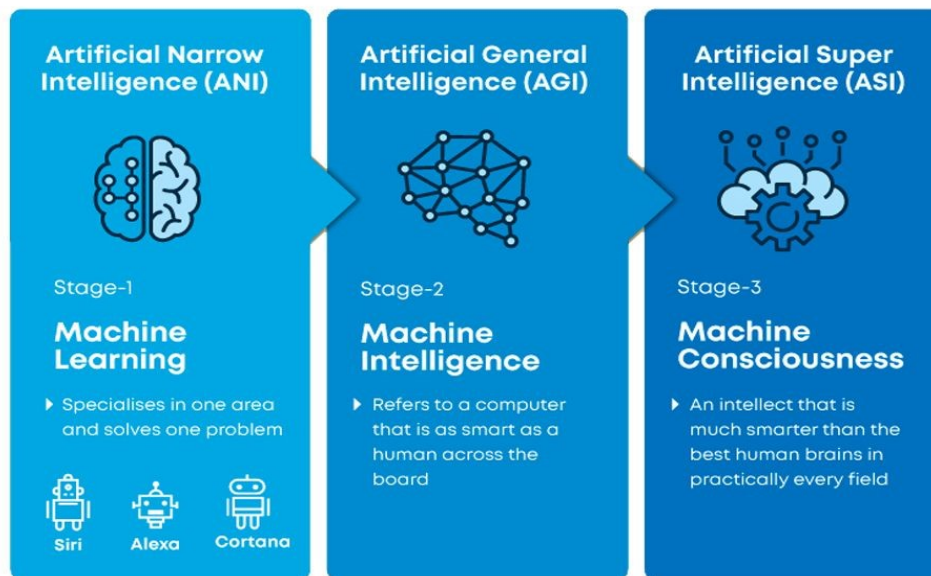 Artificial Narrow
Intelligence (ANI)
Stage-1
Machine
Learning
Specialises in one area
and solves one problem
Siri
Alexa
Cortana
Artificial General
Intelligence (AGI)
Stage-2
Machine
Intelligence
Refers to a computer
that is as smart as a
human across the
board
Artificial Super
Intelligence (ASI)
Stage-3
Machine
Consciousness
An intellect that is
much smarter than the
best human brains in
practically every field